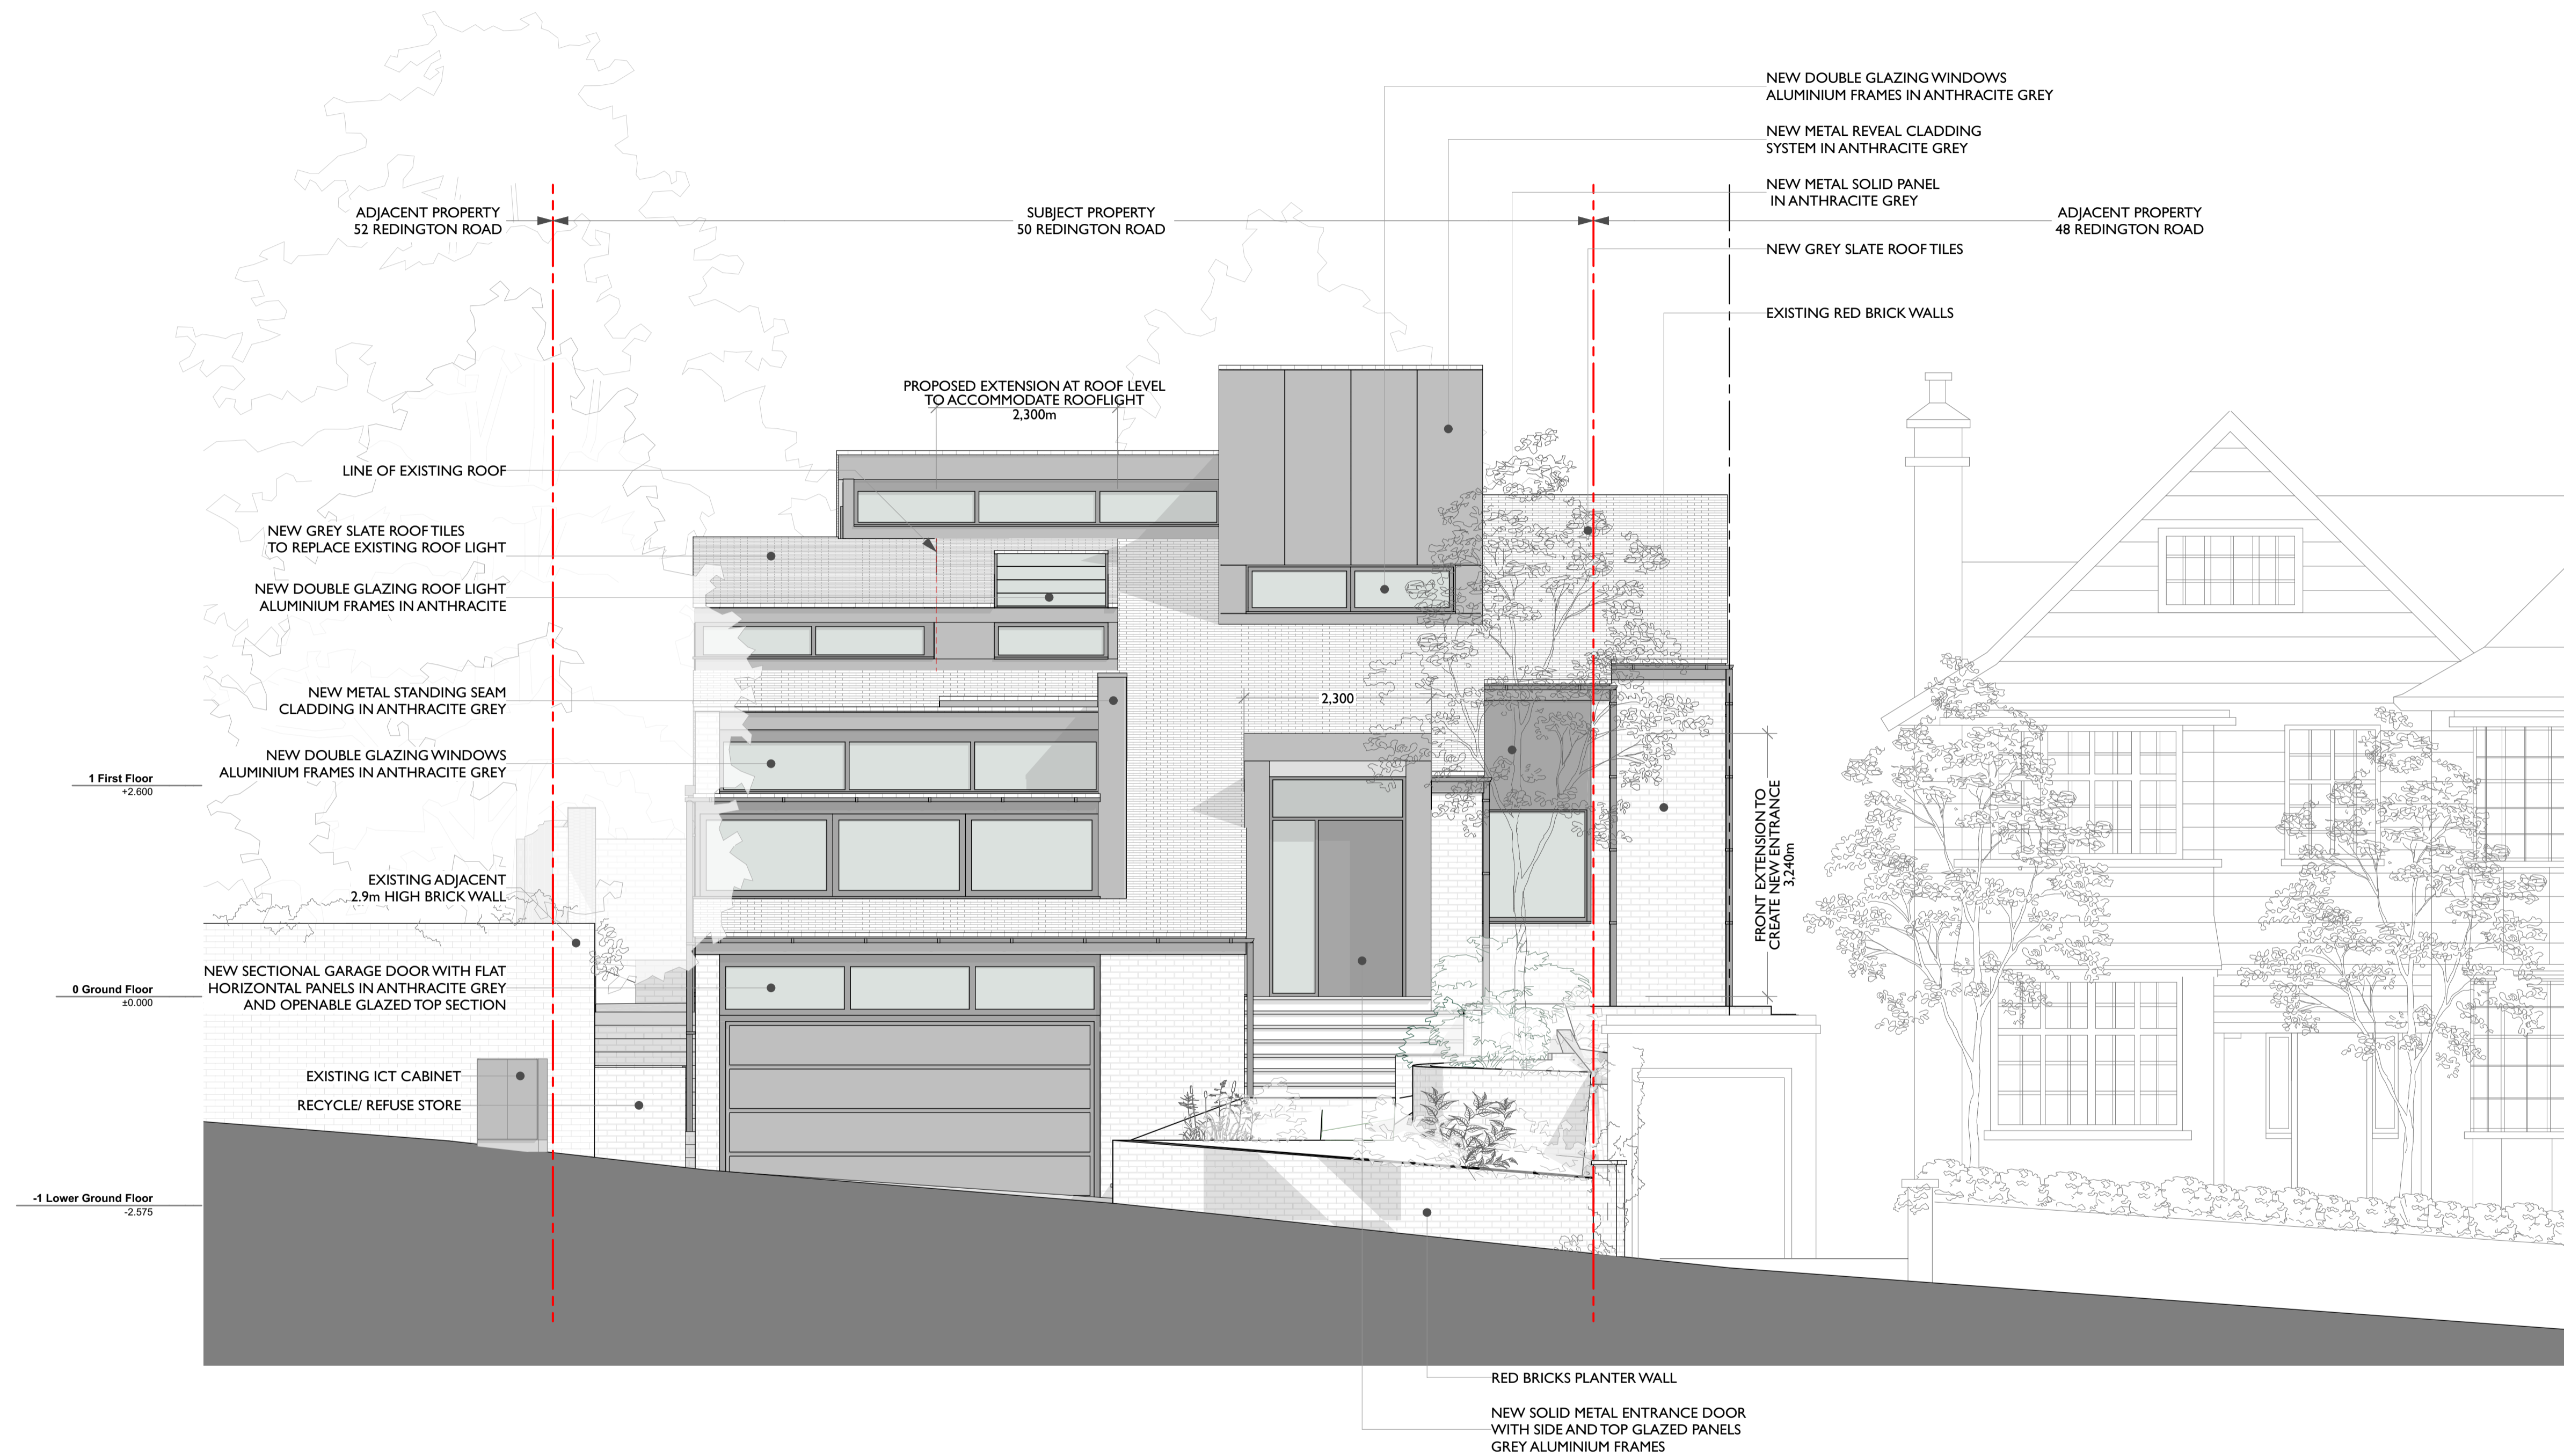 NEW DOUBLE GLAZING WINDOWS
ALUMINIUM FRAMES IN ANTHRACITE GREY
NEW METAL REVEAL CLADDING
SYSTEM IN ANTHRACITE GREY
NEW METAL SOLID PANEL
IN ANTHRACITE GREY
ADJACENT PROPERTY
52 REDINGTON ROAD
SUBJECT PROPERTY
50 REDINGTON ROAD
ADJACENT PROPERTY
48 REDINGTON ROAD
NEW GREY SLATE ROOF TILES
EXISTING RED BRICK WALLS
PROPOSED EXTENSION AT ROOF LEVEL
TO ACCOMMODATE ROOFLIGHT
2,300m
LINE OF EXISTING ROOF
NEW GREY SLATE ROOF TILES
TO REPLACE EXISTING ROOF LIGHT
NEW DOUBLE GLAZING ROOF LIGHT
ALUMINIUM FRAMES IN ANTHRACITE
NEW METAL STANDING SEAM
CLADDING IN ANTHRACITE GREY
2,300
NEW DOUBLE GLAZING WINDOWS
ALUMINIUM FRAMES IN ANTHRACITE GREY
1 First Floor
+2.600
FRONT EXTENSION TO
CREATE NEW ENTRANCE
3,240m
EXISTING ADJACENT
2.9m HIGH BRICK WALL
NEW SECTIONAL GARAGE DOOR WITH FLAT
HORIZONTAL PANELS IN ANTHRACITE GREY
AND OPENABLE GLAZED TOP SECTION
0 Ground Floor
±0.000
EXISTING ICT CABINET
RECYCLE/ REFUSE STORE
-1 Lower Ground Floor
-2.575
RED BRICKS PLANTER WALL
NEW SOLID METAL ENTRANCE DOOR
WITH SIDE AND TOP GLAZED PANELS
GREY ALUMINIUM FRAMES